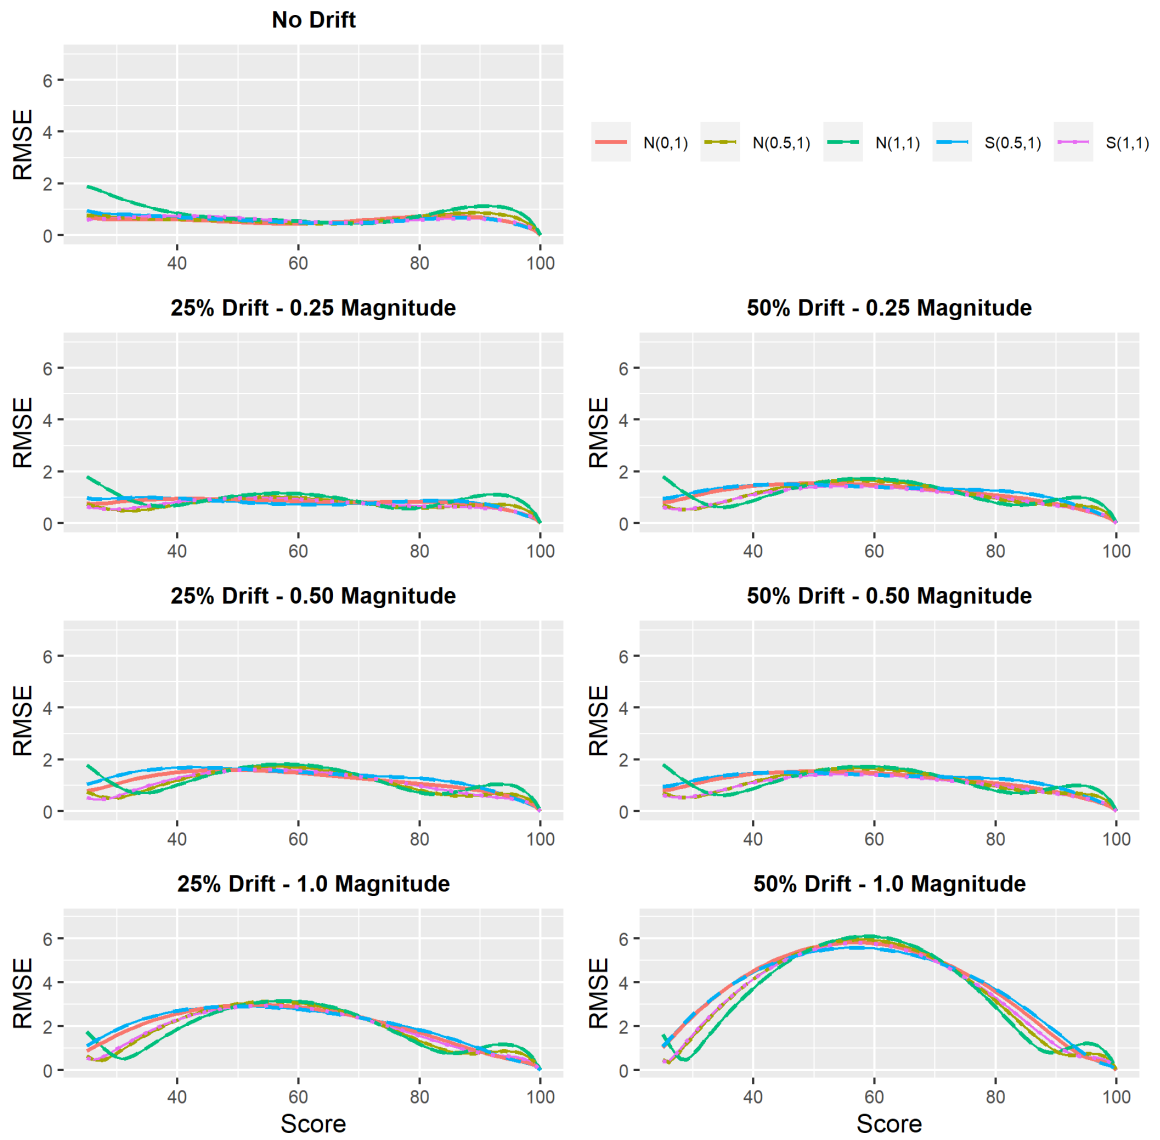 No Drift
RMSE
6
4
2
0
40 60 80 100
N(0,1) N(0.5,1) N(1,1) S(0.5,1) S(1,1)
25% Drift - 0.25 Magnitude
RMSE
6
4
2
0
40 60 80 100
50% Drift - 0.25 Magnitude
RMSE
6
4
2
0
40 60 80 100
25% Drift - 0.50 Magnitude
RMSE
6
4
2
0
40 60 80 100
50% Drift - 0.50 Magnitude
RMSE
6
4
2
0
40 60 80 100
25% Drift - 1.0 Magnitude
RMSE
6
4
2
0
40 60 80 100
Score
50% Drift - 1.0 Magnitude
RMSE
6
4
2
0
40 60 80 100
Score